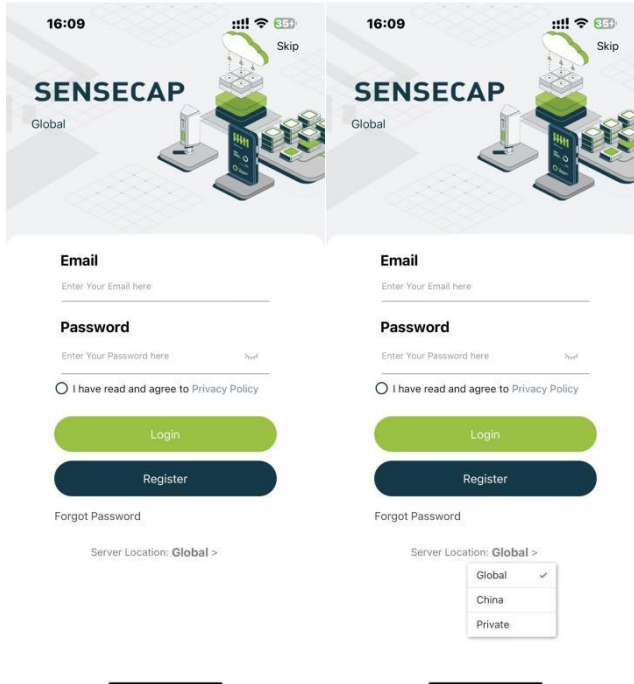 16:09
35
Skip
SENSECAP
Global
Email
Enter Your Email here
Password
Enter Your Password here
I have read and agree to Privacy Policy
Login
Register
Forgot Password
Server Location: Global >
16:09
35
Skip
SENSECAP
Global
Email
Enter Your Email here
Password
Enter Your Password here
I have read and agree to Privacy Policy
Login
Register
Forgot Password
Server Location: Global >
Global
China
Private